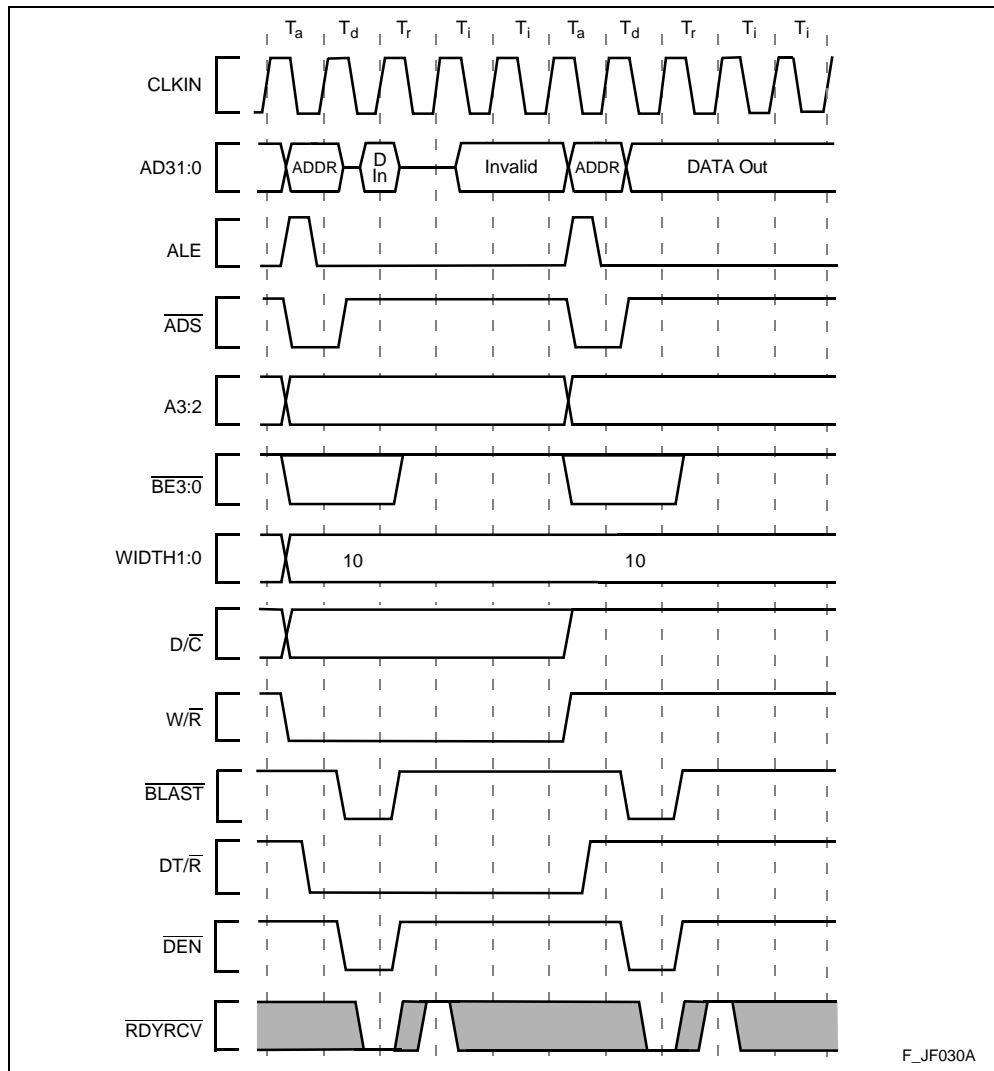 Ta Td Tr Ti Ti Ta Td Tr Ti Ti
CLKIN
AD31:0 ADDR D In Invalid ADDR DATA Out
ALE
ADS
A3:2
BE3:0
WIDTH1:0 10 10
D/C
W/R
BLAST
DT/R
DEN
RDYRCV
F_JF030A